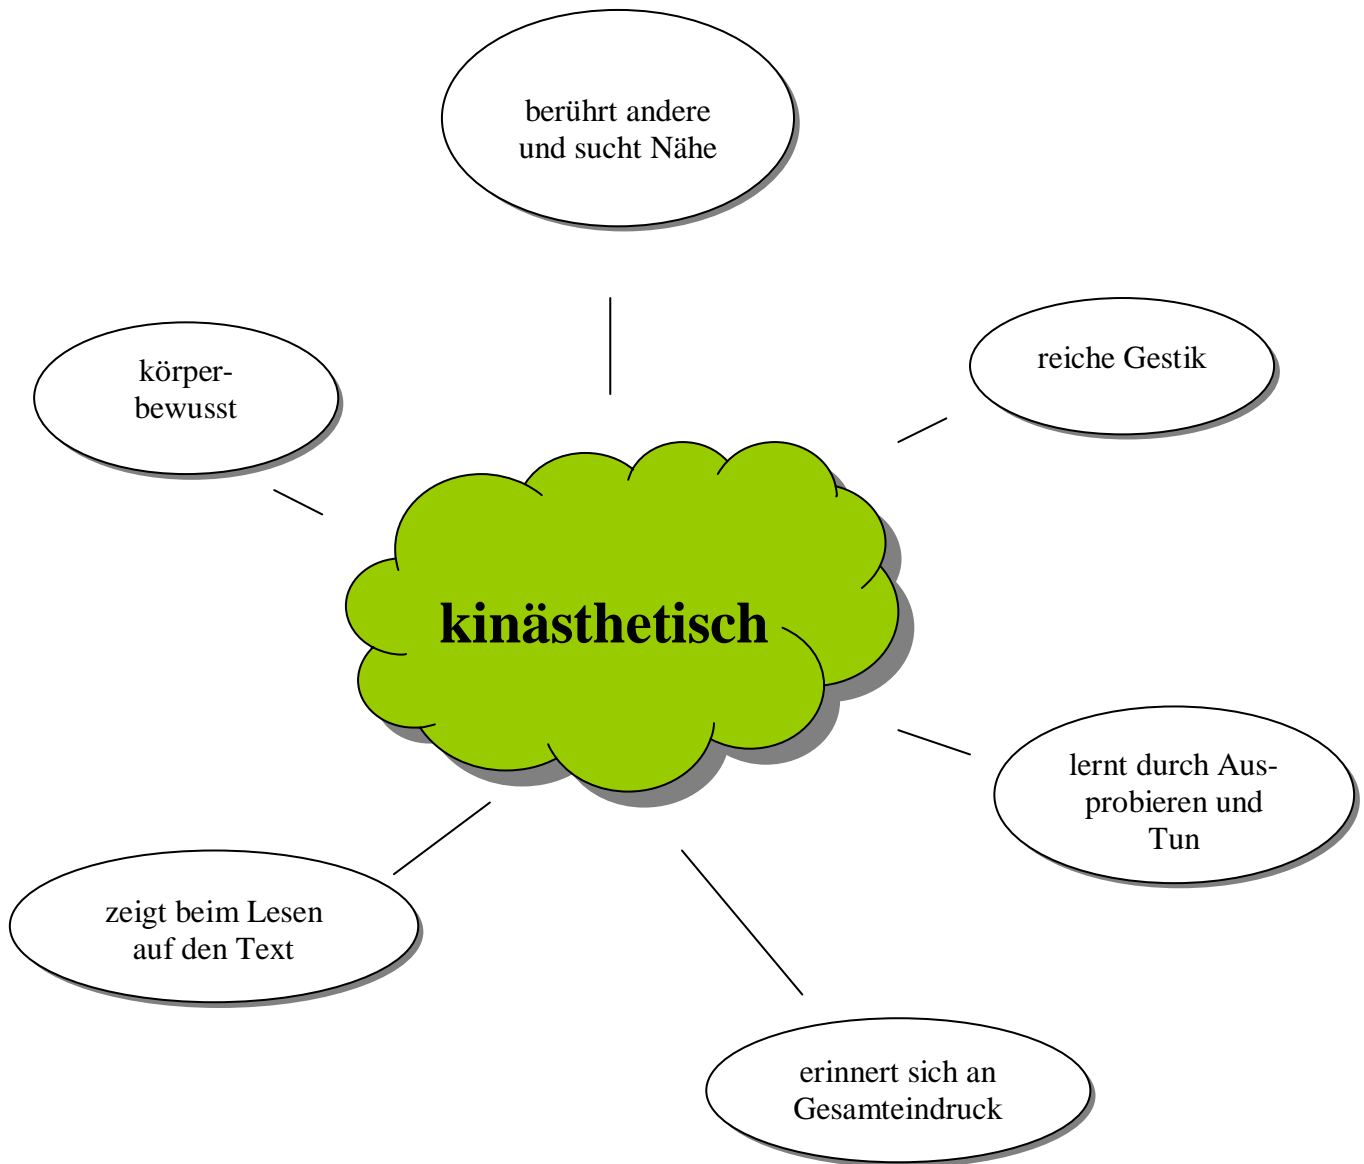 berührt andere
und sucht Nähe
reiche Gestik
körper-
bewusst
kinästhetisch
lernt durch Aus-
probieren und
Tun
zeigt beim Lesen
auf den Text
erinnert sich an
Gesamteindruck